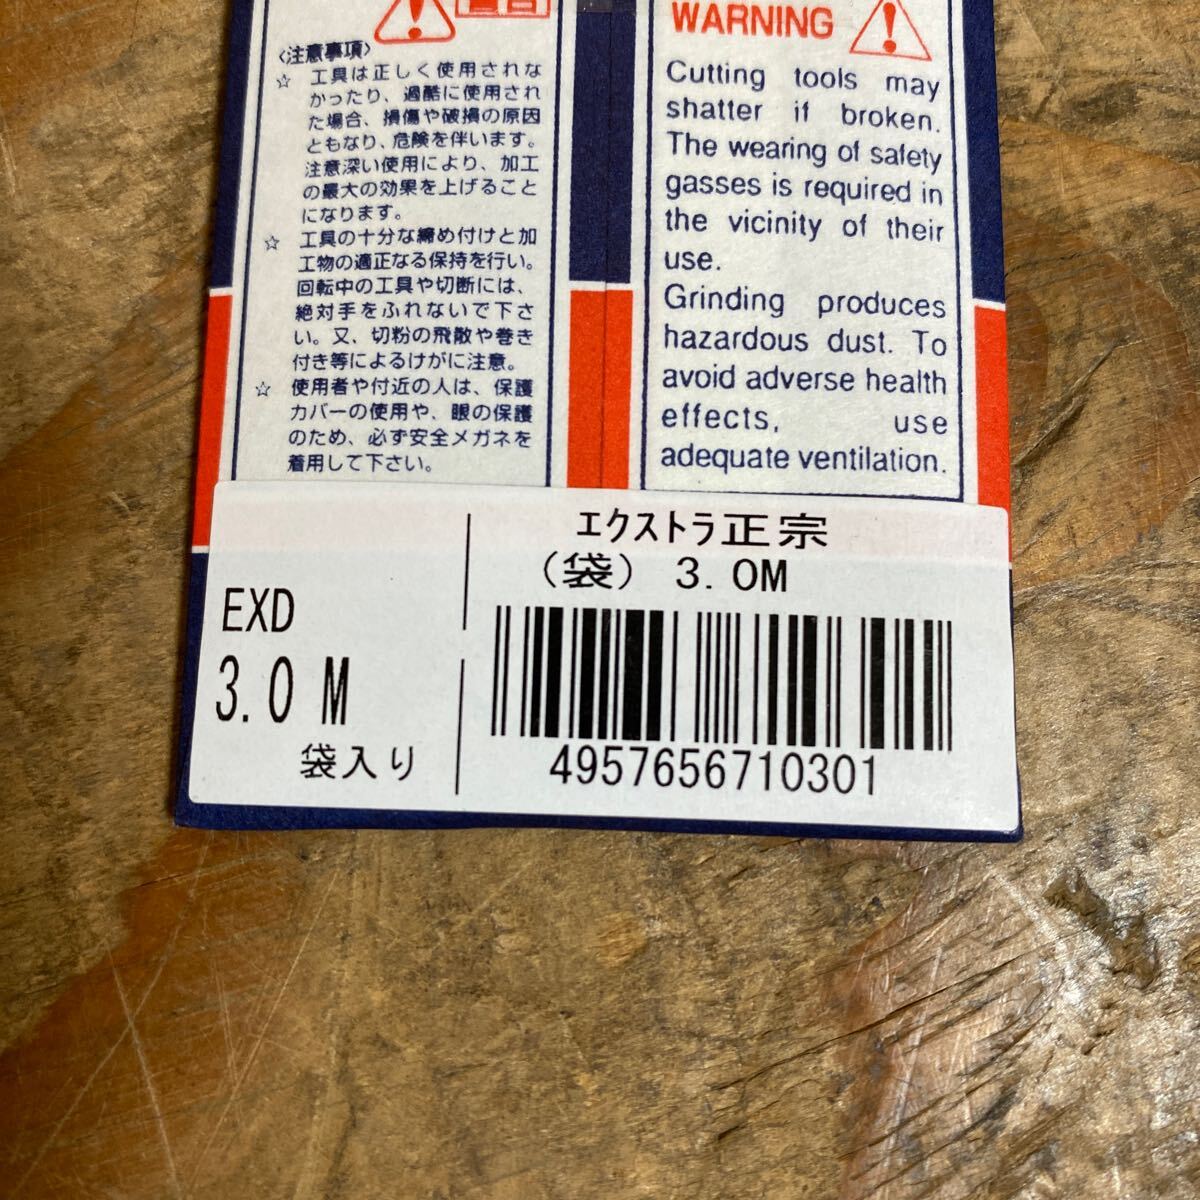 〈注意事項〉
☆ 工具は正しく使用されな
かったり、過酷に使用され
た場合、損傷や破損の原因
ともなり、危険を伴います。
注意深い使用により、加工
の最大の効果を上げること
になります。
☆ 工具の十分な締め付けと加
工物の適正なる保持を行い。
回転中の工具や切断には、
絶対手をふれないで下さ
い。又、切粉の飛散や巻き
付き等によるけがに注意。
☆ 使用者や付近の人は、保護
カバーの使用や、眼の保護
のため、必ず安全メガネを
着用して下さい。
WARNING
Cutting tools may
shatter if broken.
The wearing of safety
gasses is required in
the vicinity of their
use.
Grinding produces
hazardous dust. To
avoid adverse health
effects, use
adequate ventilation.
EXD
3.0 M
袋入り
エクストラ正宗
（袋） 3.0M
4957656710301